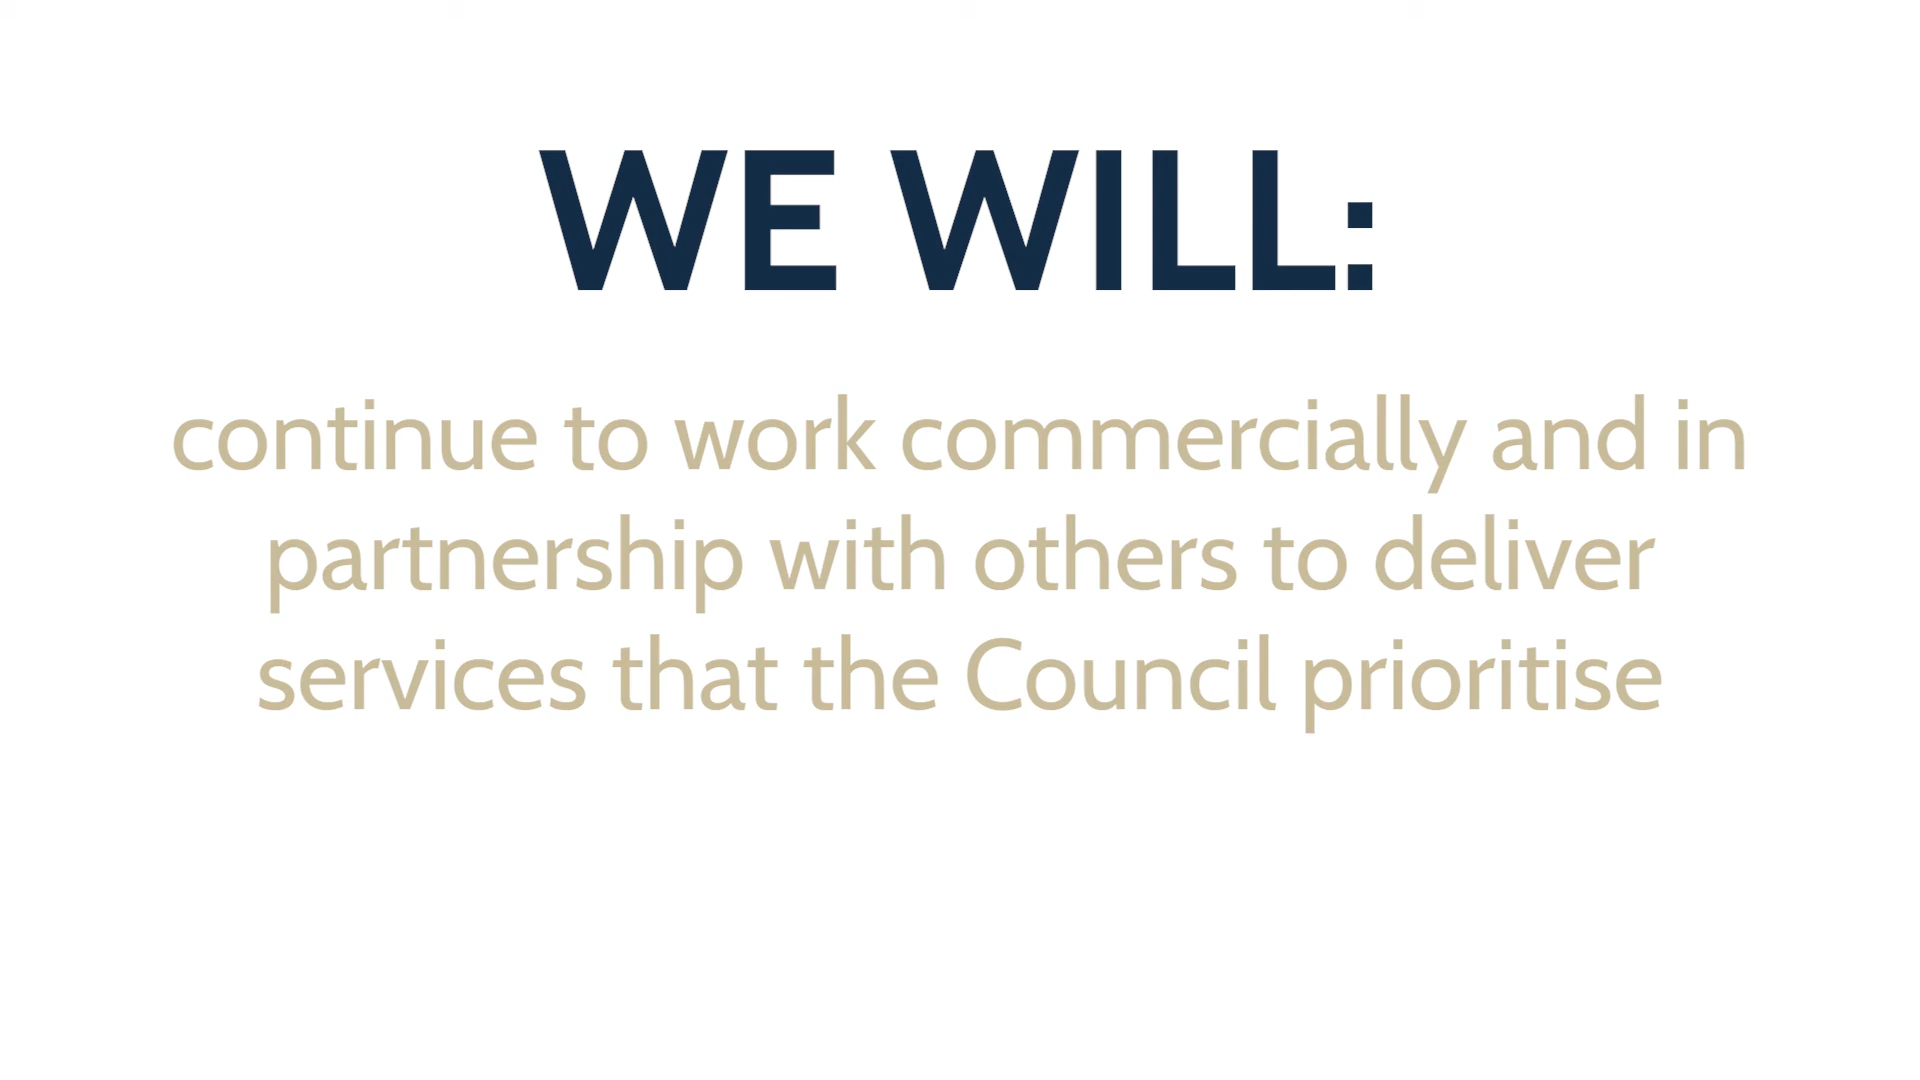 WE WILL:
continue to work commercially and in
partnership with others to deliver
services that the Council prioritise